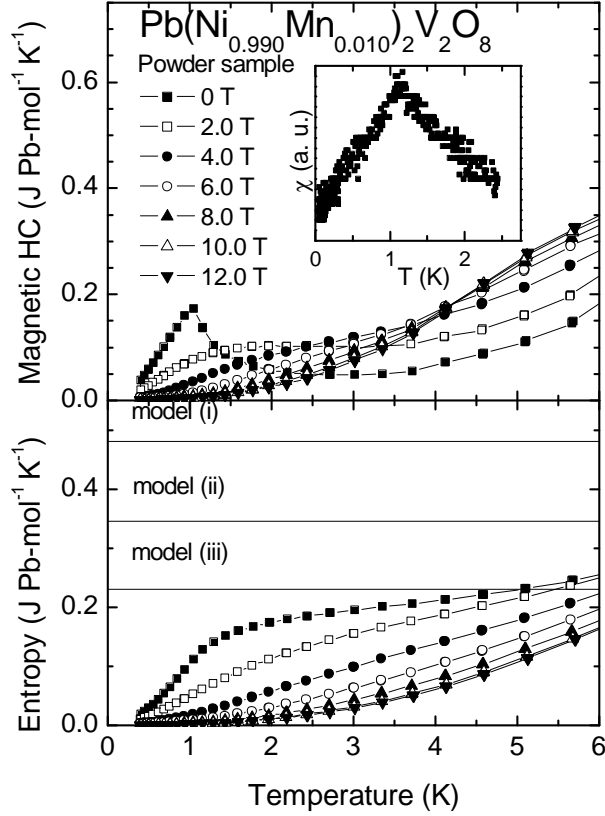 Pb(Ni0.990Mn0.010)2V2O8
Powder sample
0 T
2.0 T
4.0 T
6.0 T
8.0 T
10.0 T
12.0 T
χ (a. u.)
0 1 2
T (K)
Magnetic HC (J Pb-mol-1 K-1)
0.6
0.4
0.2
0.0
model (i)
model (ii)
model (iii)
Entropy (J Pb-mol-1 K-1)
0.4
0.2
0.0
0 1 2 3 4 5 6
Temperature (K)